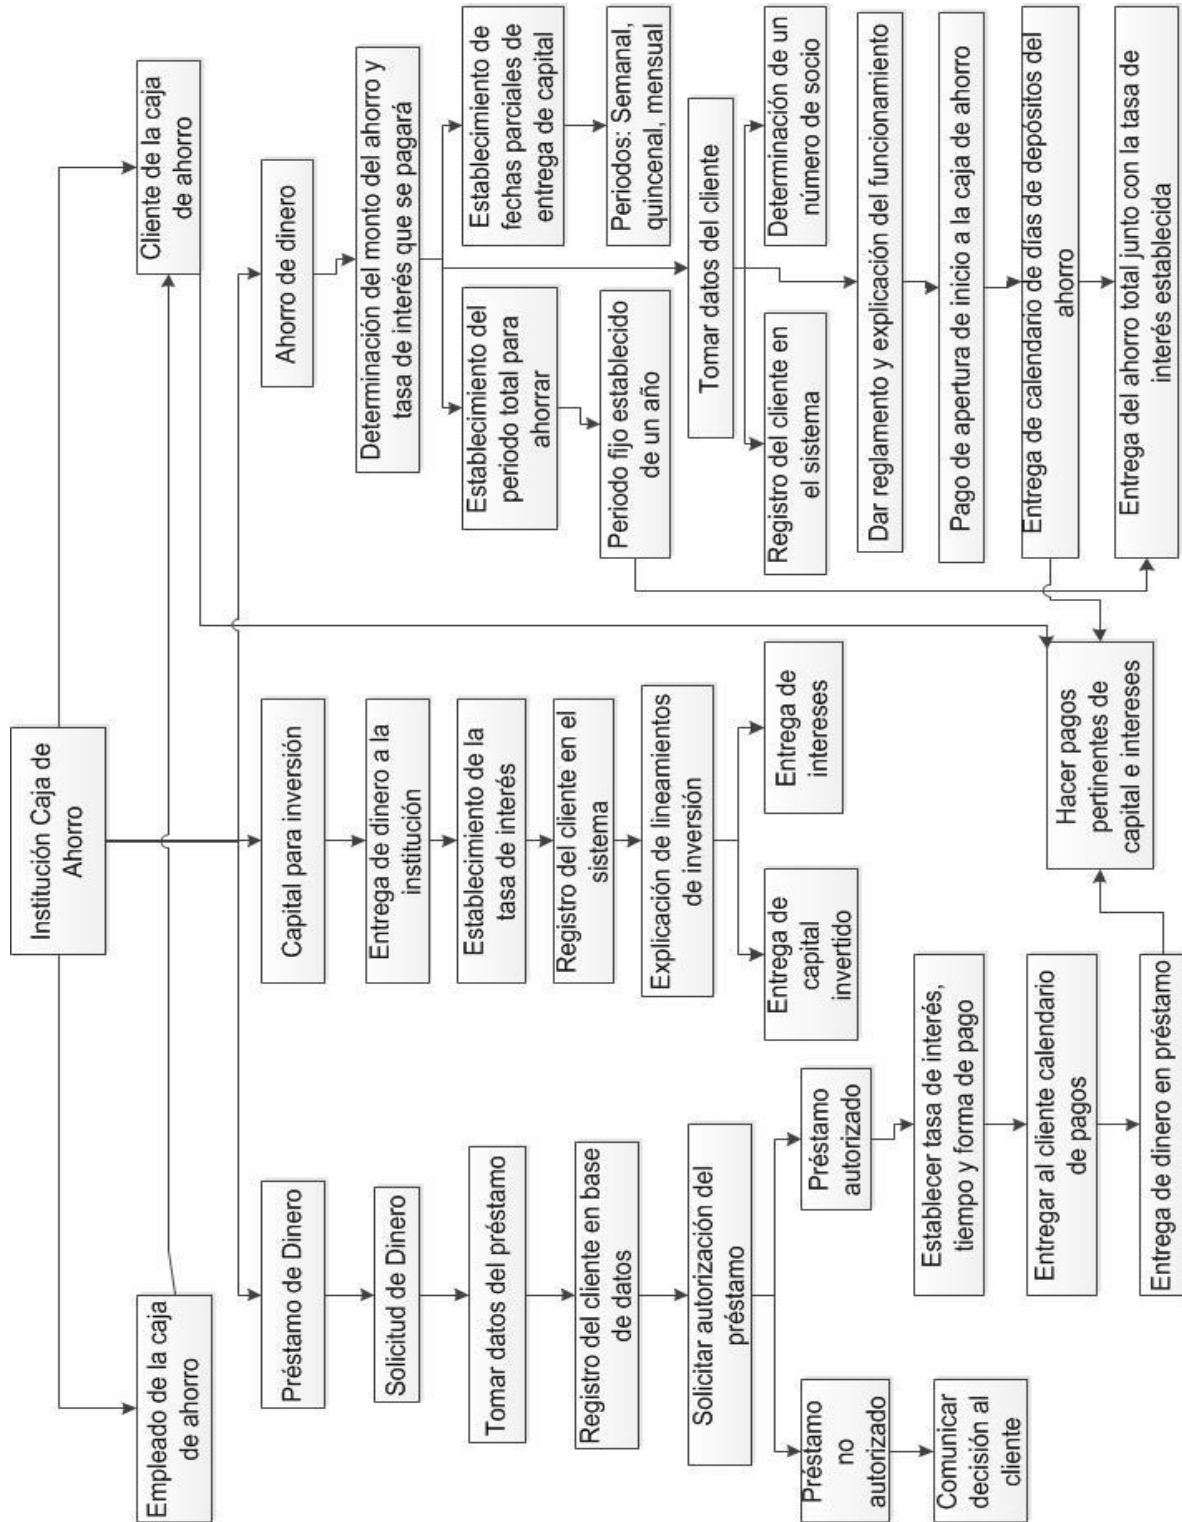 Institución Caja de
Ahorro
Empleado de la caja
de ahorro
Cliente de la caja
de ahorro
Préstamo de Dinero
Solicitud de Dinero
Tomar datos del préstamo
Registro del cliente en base
de datos
Solicitar autorización del
préstamo
Préstamo
no
autorizado
Comunicar
decisión al
cliente
Préstamo
autorizado
Establecer tasa de interés,
tiempo y forma de pago
Entregar al cliente calendario
de pagos
Entrega de dinero en préstamo
Capital para inversión
Entrega de dinero a la
institución
Establecimiento de la
tasa de interés
Registro del cliente en el
sistema
Explicación de lineamientos
de inversión
Entrega de
capital
invertido
Entrega de
intereses
Hacer pagos
pertinentes de
capital e intereses
Ahorro de dinero
Determinación del monto del ahorro y
tasa de interés que se pagará
Establecimiento del
periodo total para
ahorrar
Periodo fijo establecido
de un año
Establecimiento de
fechas parciales de
entrega de capital
Periodos: Semanal,
quincenal, mensual
Tomar datos del cliente
Registro del cliente en
el sistema
Determinación de un
número de socio
Dar reglamento y explicación del funcionamiento
Pago de apertura de inicio a la caja de ahorro
Entrega de calendario de días de depósitos del
ahorro
Entrega del ahorro total junto con la tasa de
interés establecida